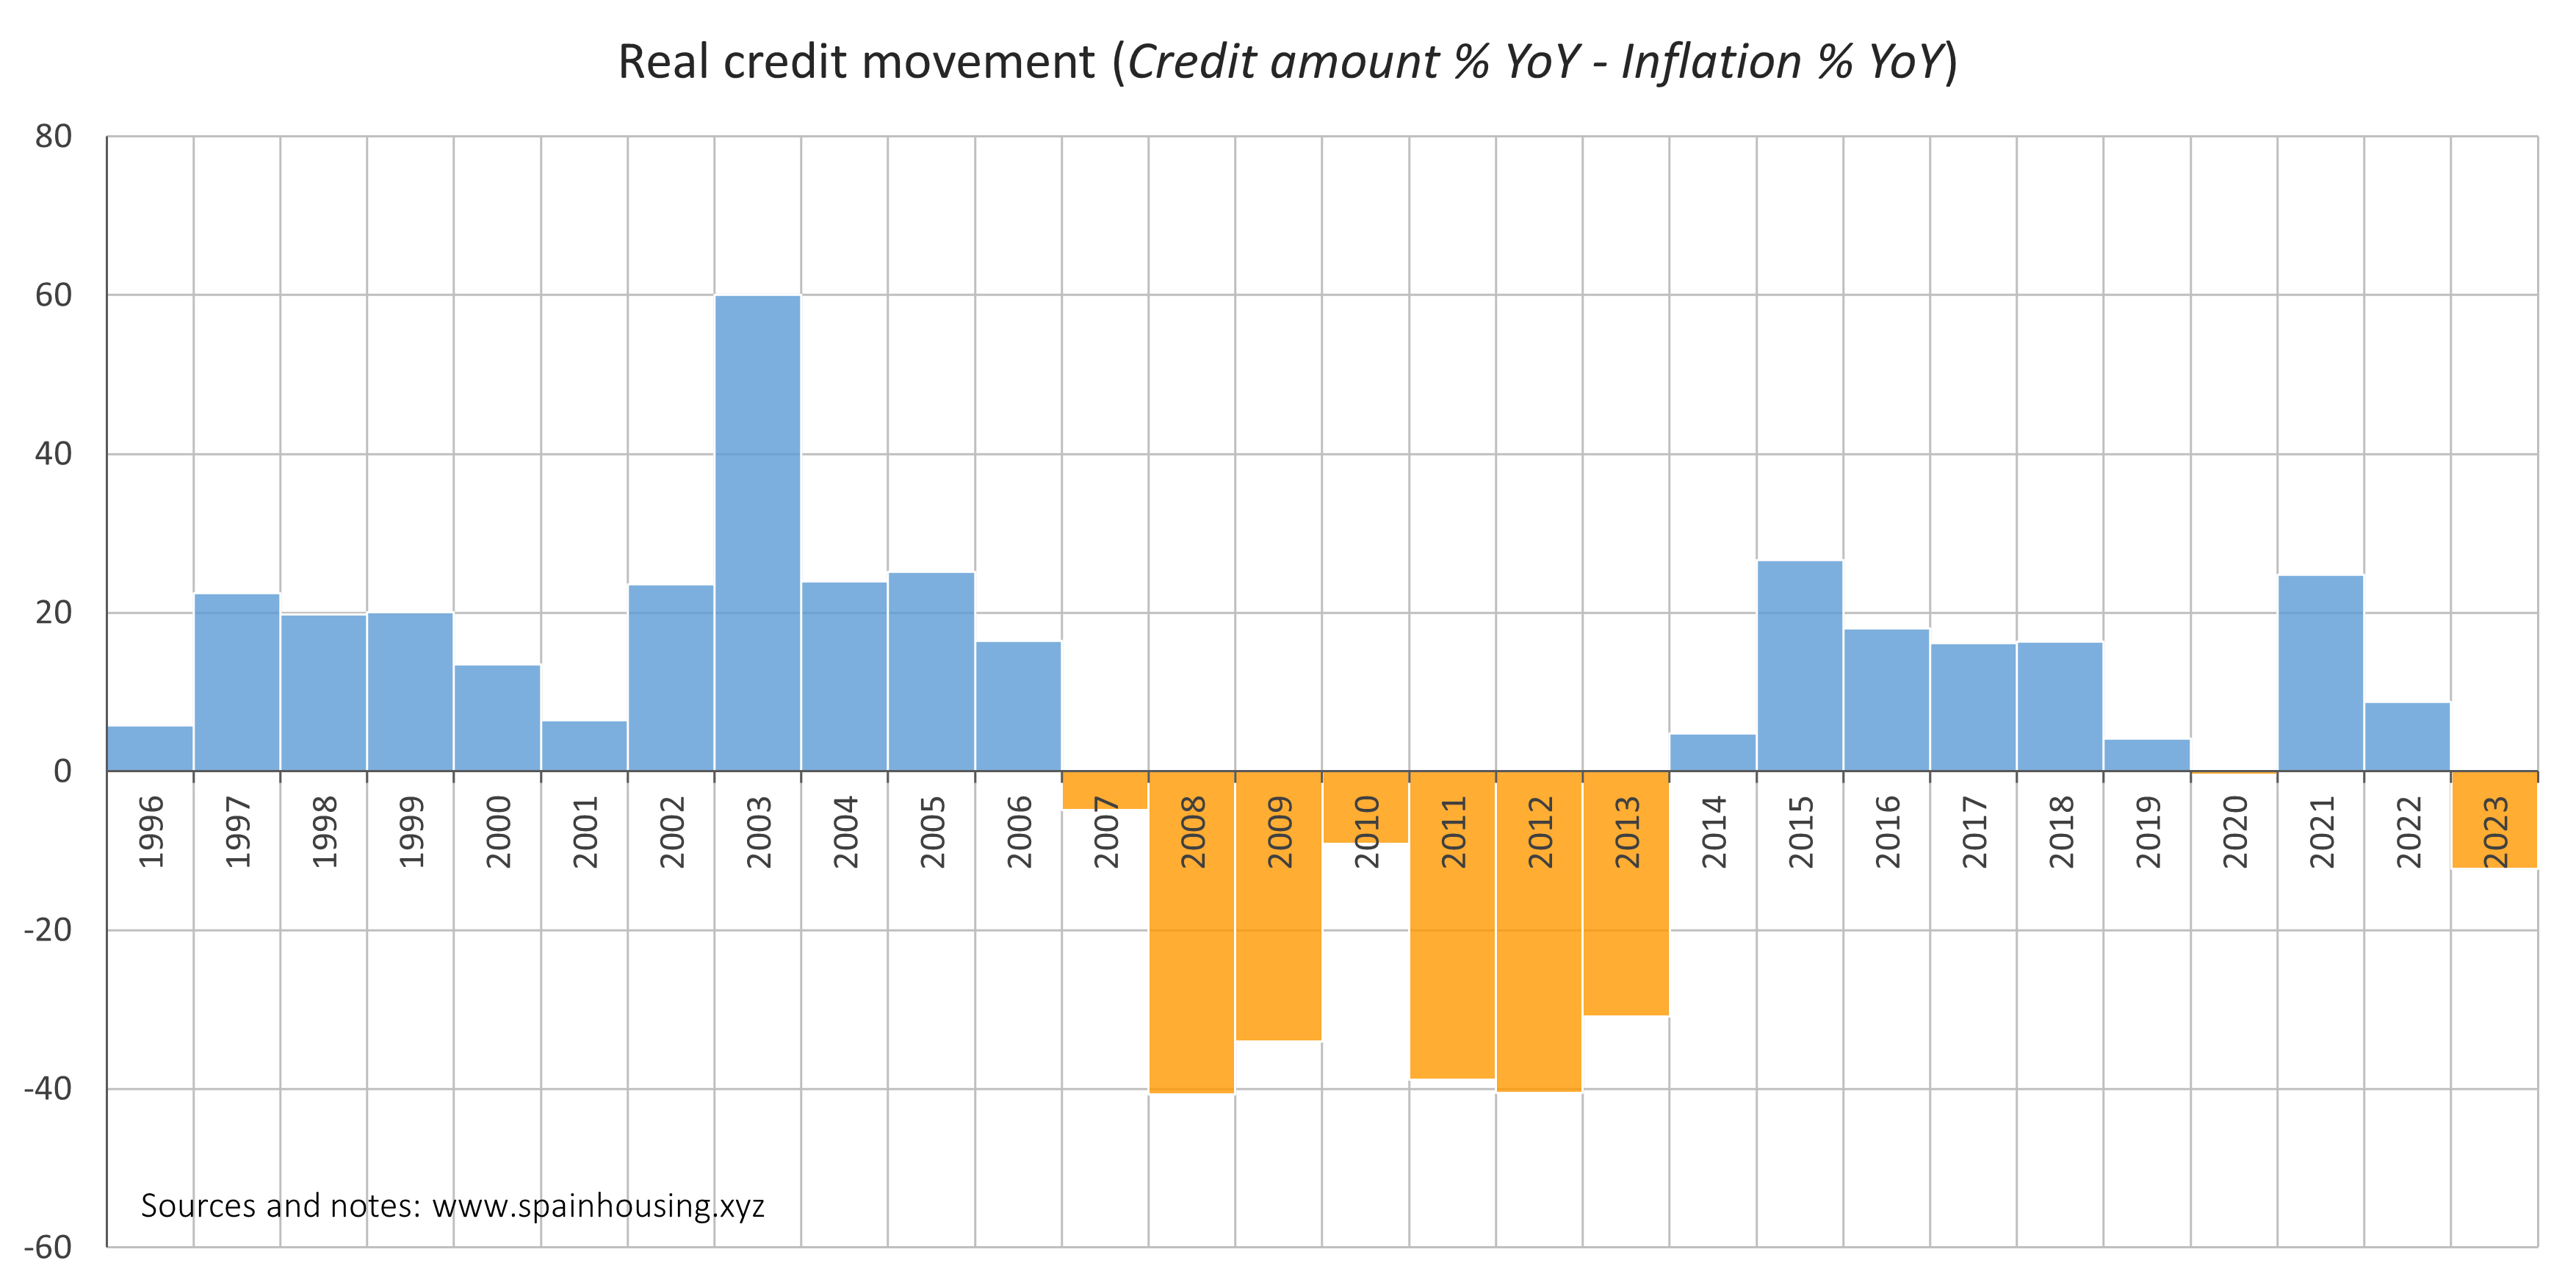 Real credit movement (Credit amount % YoY - Inflation % YoY)
80
60
40
20
0
-20
-40
-60
1996 1997 1998 1999 2000 2001 2002 2003 2004 2005 2006 2007 2008 2009 2010 2011 2012 2013 2014 2015 2016 2017 2018 2019 2020 2021 2022 2023
Sources and notes: www.spainhousing.xyz